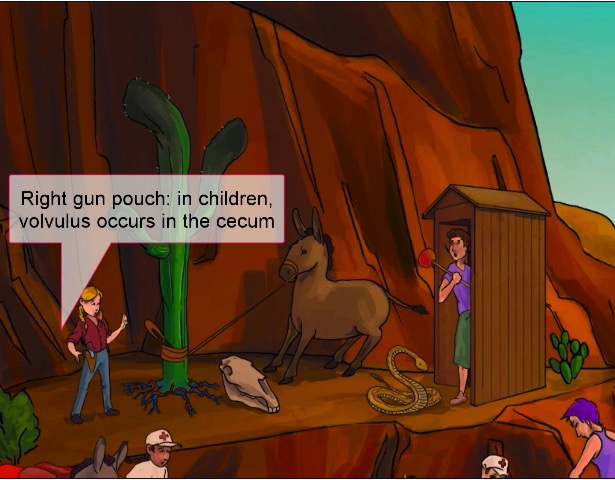 Right gun pouch: in children,
volvulus occurs in the cecum